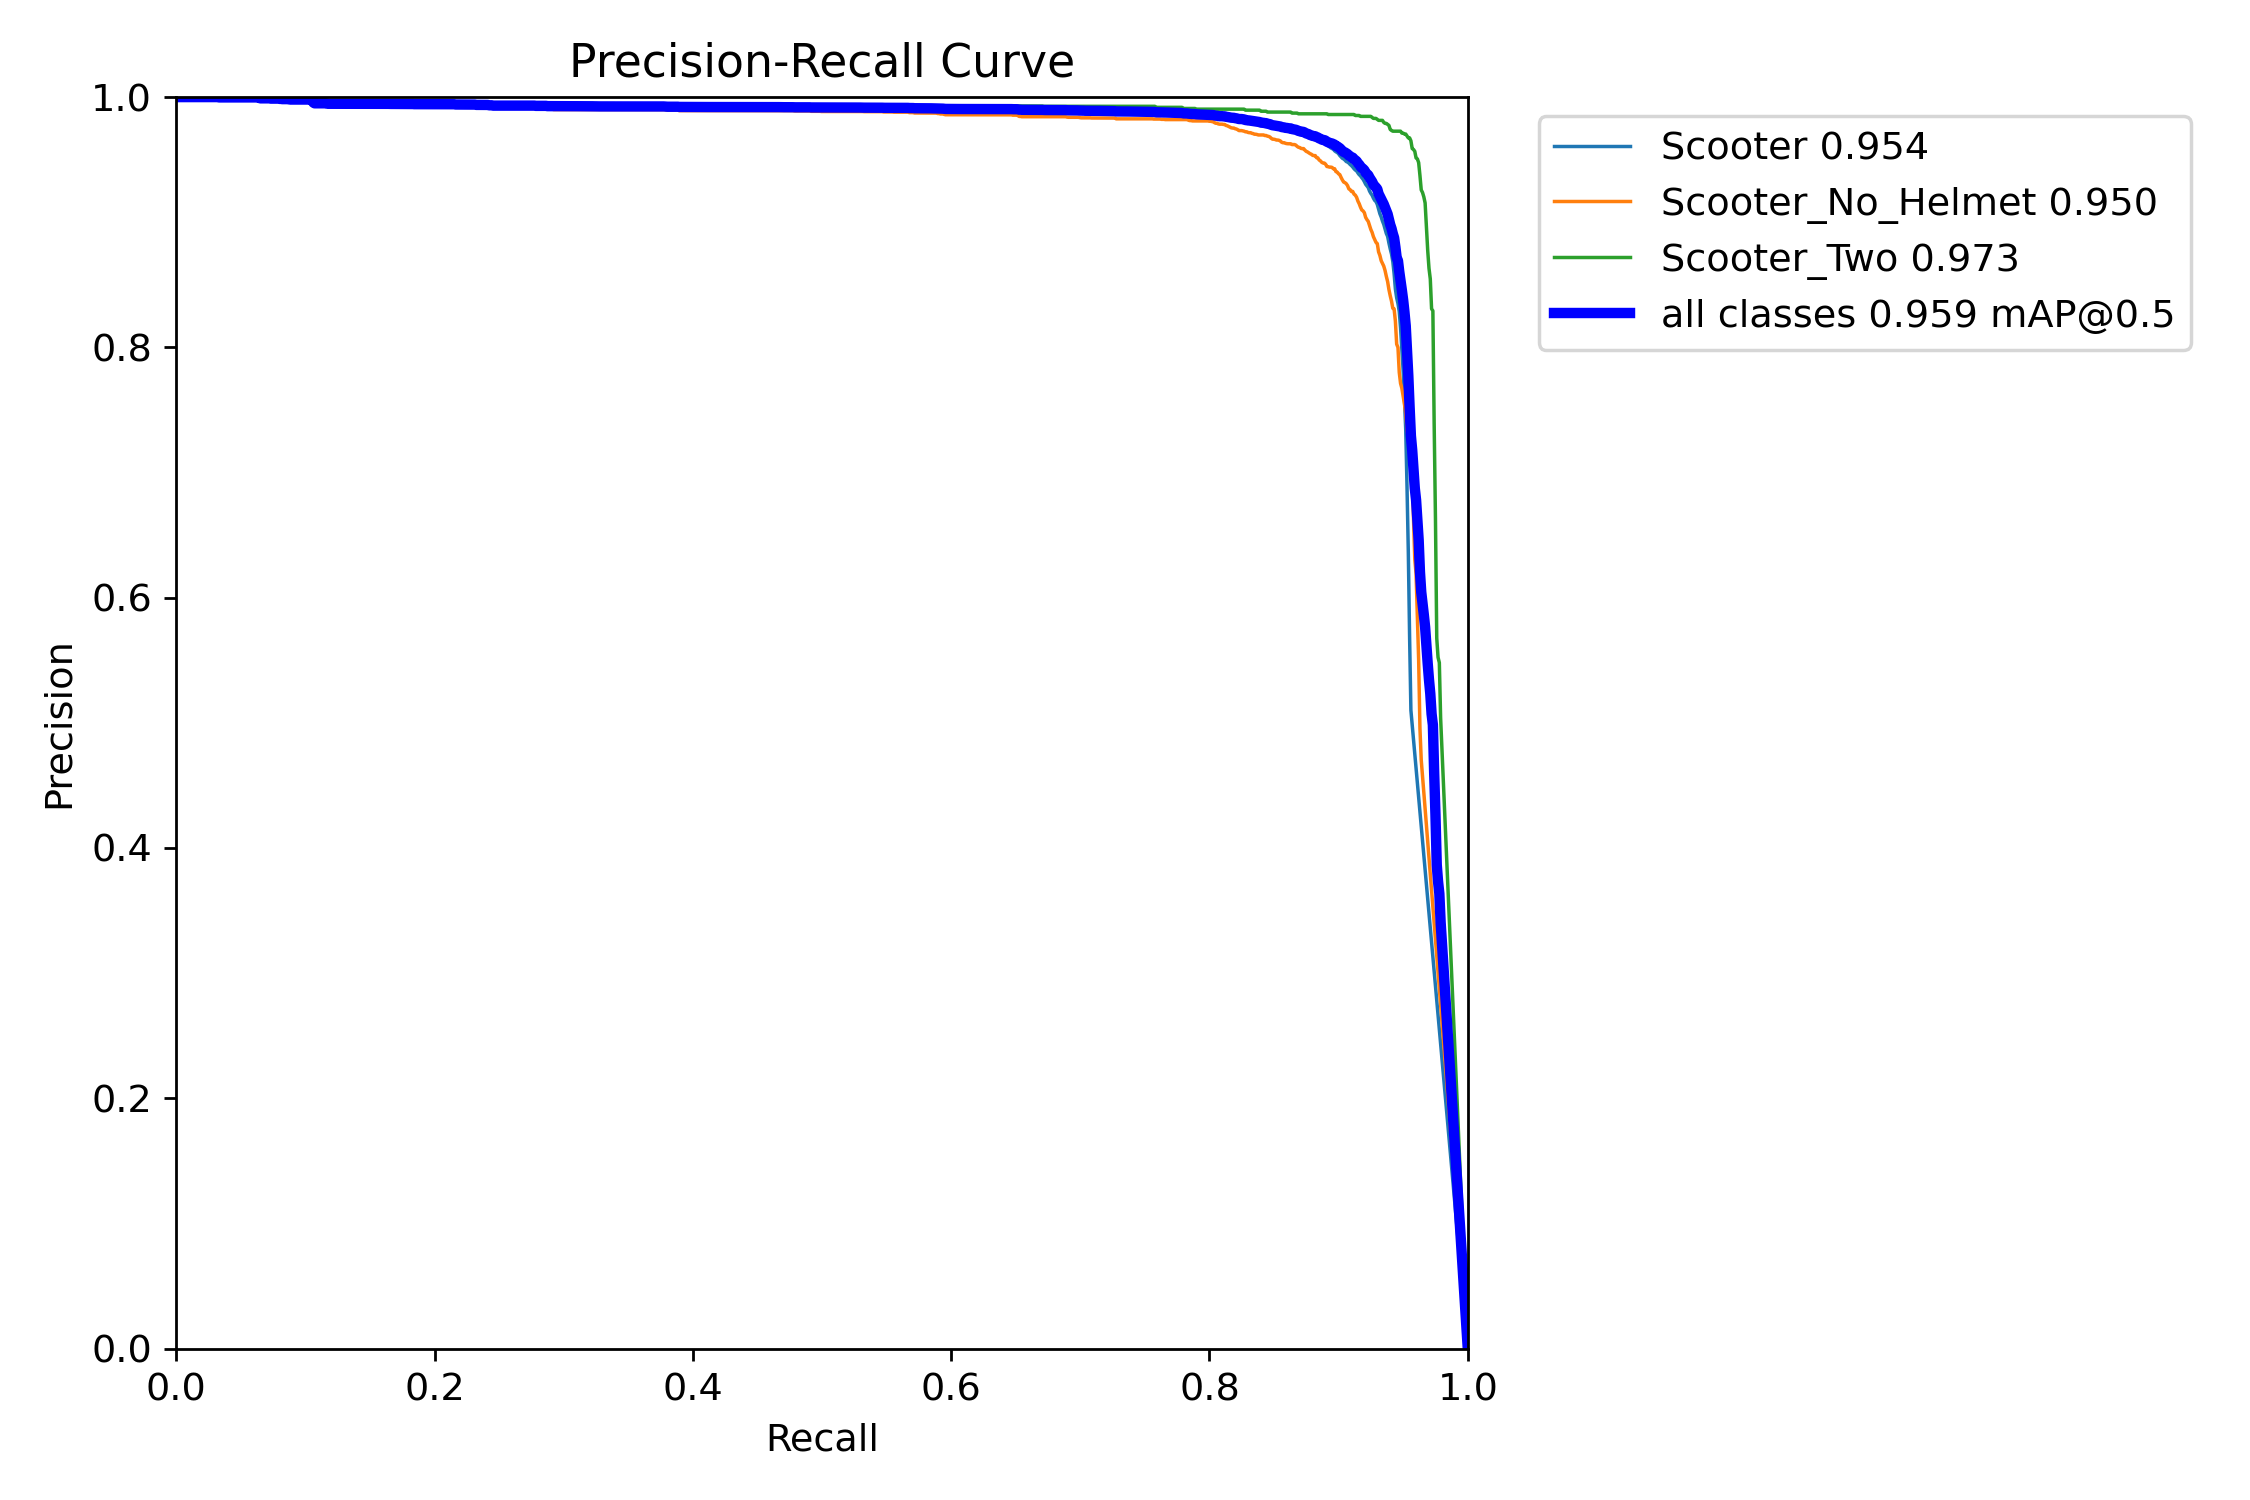 Precision-Recall Curve
1.0
0.8
0.6
0.4
0.2
0.0
Precision
0.0 0.2 0.4 0.6 0.8 1.0
Recall
Scooter 0.954
Scooter_No_Helmet 0.950
Scooter_Two 0.973
all classes 0.959 mAP@0.5